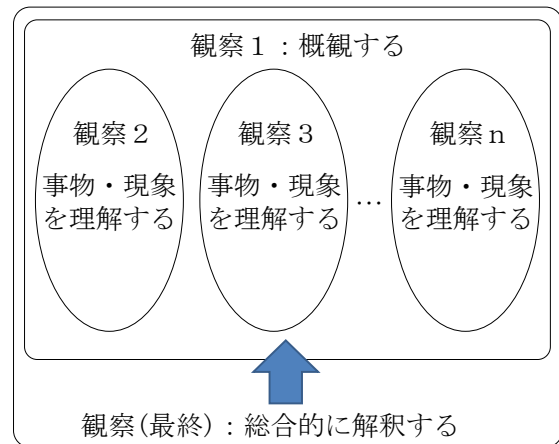 観察１：概観する
観察２
事物・現象
を理解する
観察３
事物・現象
を理解する
…
観察ｎ
事物・現象
を理解する
観察(最終)：総合的に解釈する